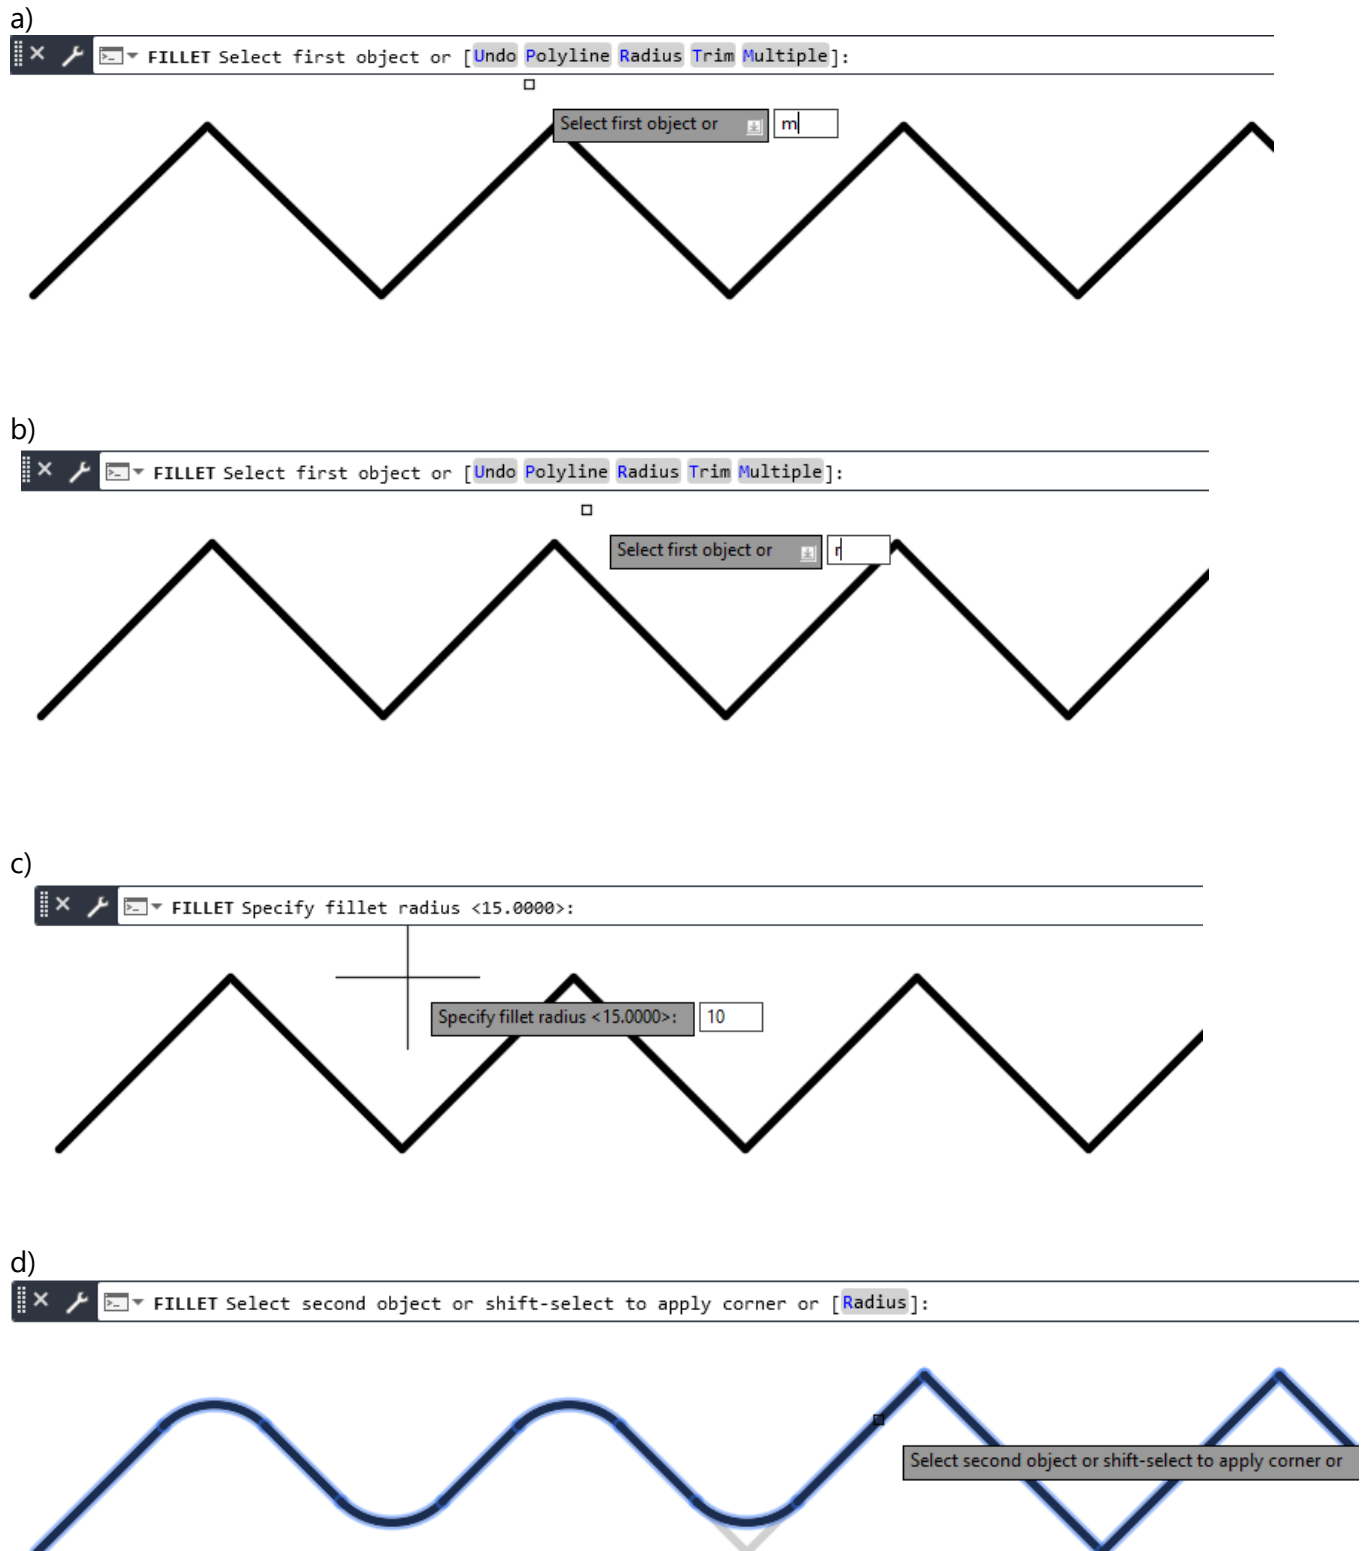 a)
FILLET Select first object or [Undo Polyline Radius Trim Multiple]:
Select first object or m
b)
FILLET Select first object or [Undo Polyline Radius Trim Multiple]:
Select first object or r
c)
FILLET Specify fillet radius <15.0000>:
Specify fillet radius <15.0000>: 10
d)
FILLET Select second object or shift-select to apply corner or [Radius]:
Select second object or shift-select to apply corner or